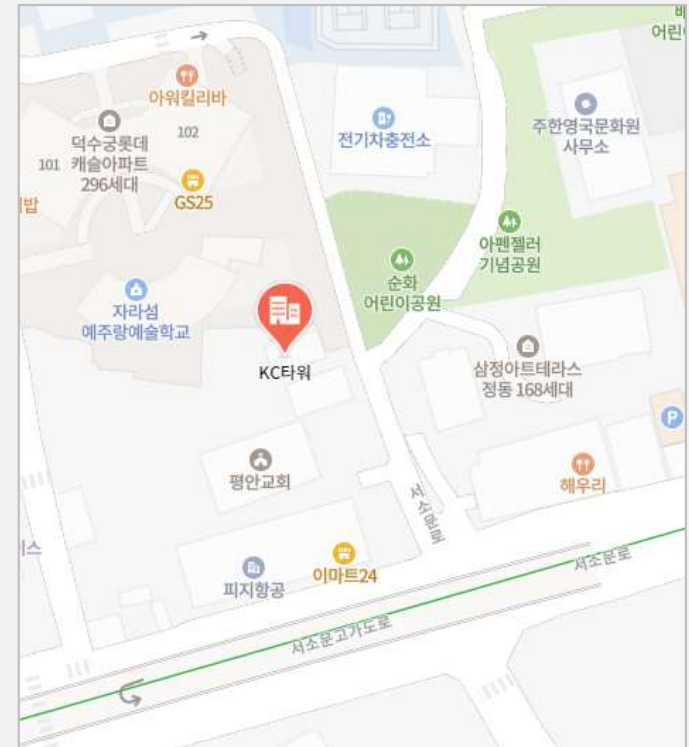 어린이
아워킬리바
덕수궁롯데
캐슬아파트
296세대
102
101
전기차충전소
주한영국문화원
사무소
밥
GS25
아펜젤러
기념공원
순화
어린이공원
자라섬
예주랑예술학교
KC타워
삼정아트테라스
정동 168세대
P
평안교회
해우리
서소문로
이마트24
피지항공
서소문로
서소문고가도로
스